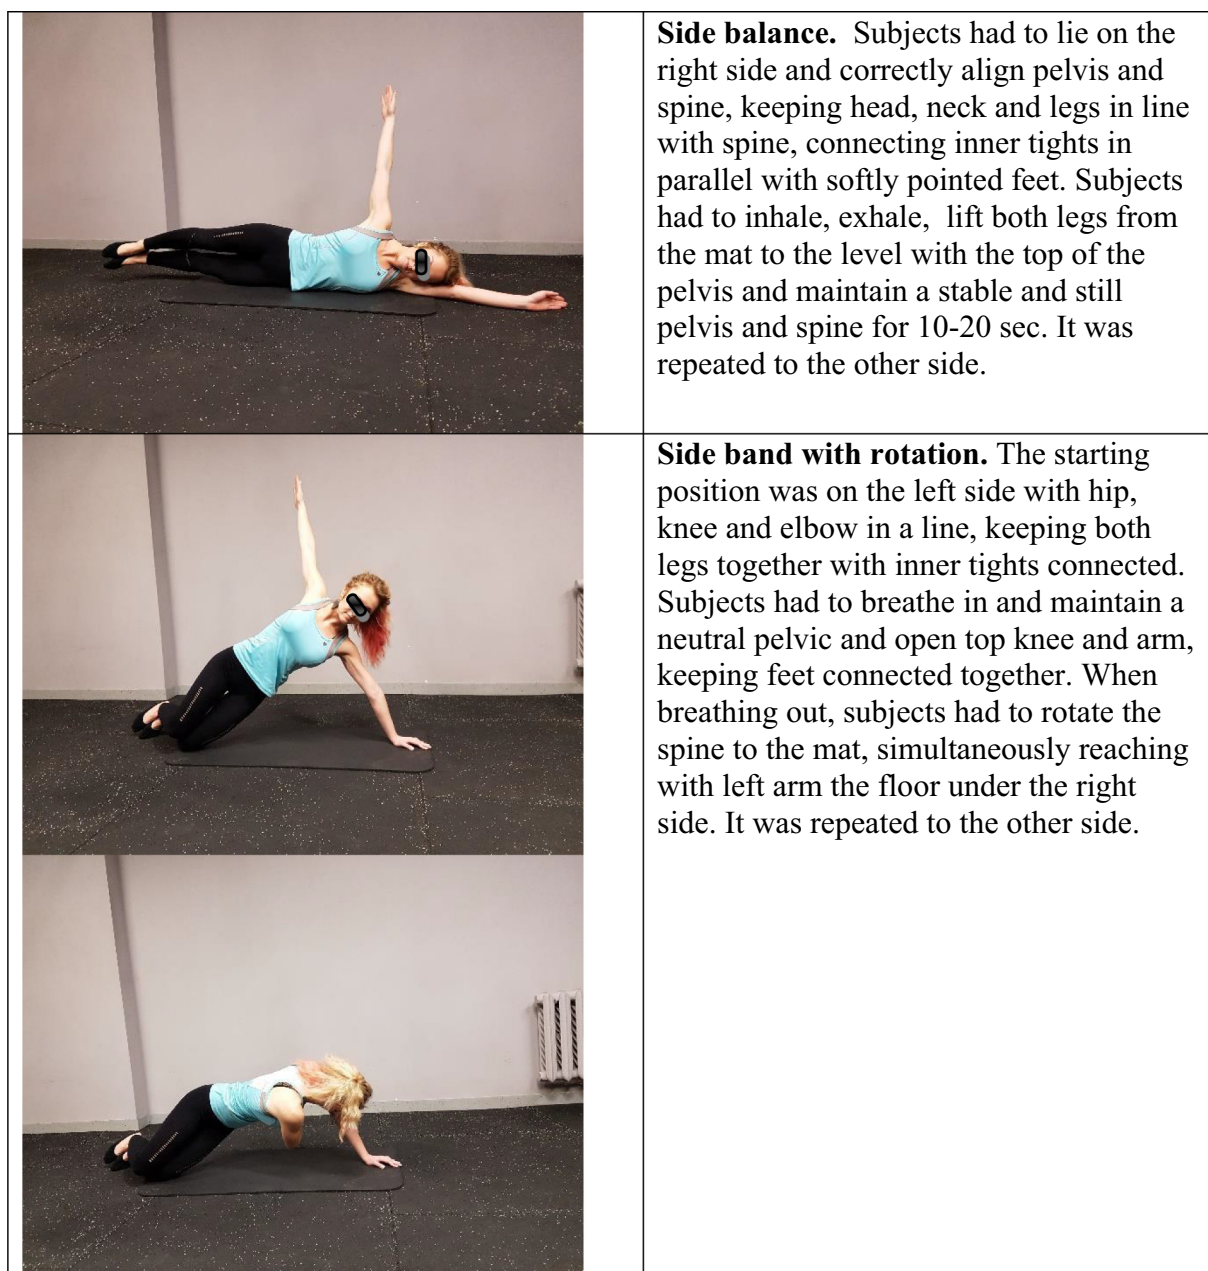 Side balance. Subjects had to lie on the
right side and correctly align pelvis and
spine, keeping head, neck and legs in line
with spine, connecting inner tights in
parallel with softly pointed feet. Subjects
had to inhale, exhale, lift both legs from
the mat to the level with the top of the
pelvis and maintain a stable and still
pelvis and spine for 10-20 sec. It was
repeated to the other side.
Side band with rotation. The starting
position was on the left side with hip,
knee and elbow in a line, keeping both
legs together with inner tights connected.
Subjects had to breathe in and maintain a
neutral pelvic and open top knee and arm,
keeping feet connected together. When
breathing out, subjects had to rotate the
spine to the mat, simultaneously reaching
with left arm the floor under the right
side. It was repeated to the other side.